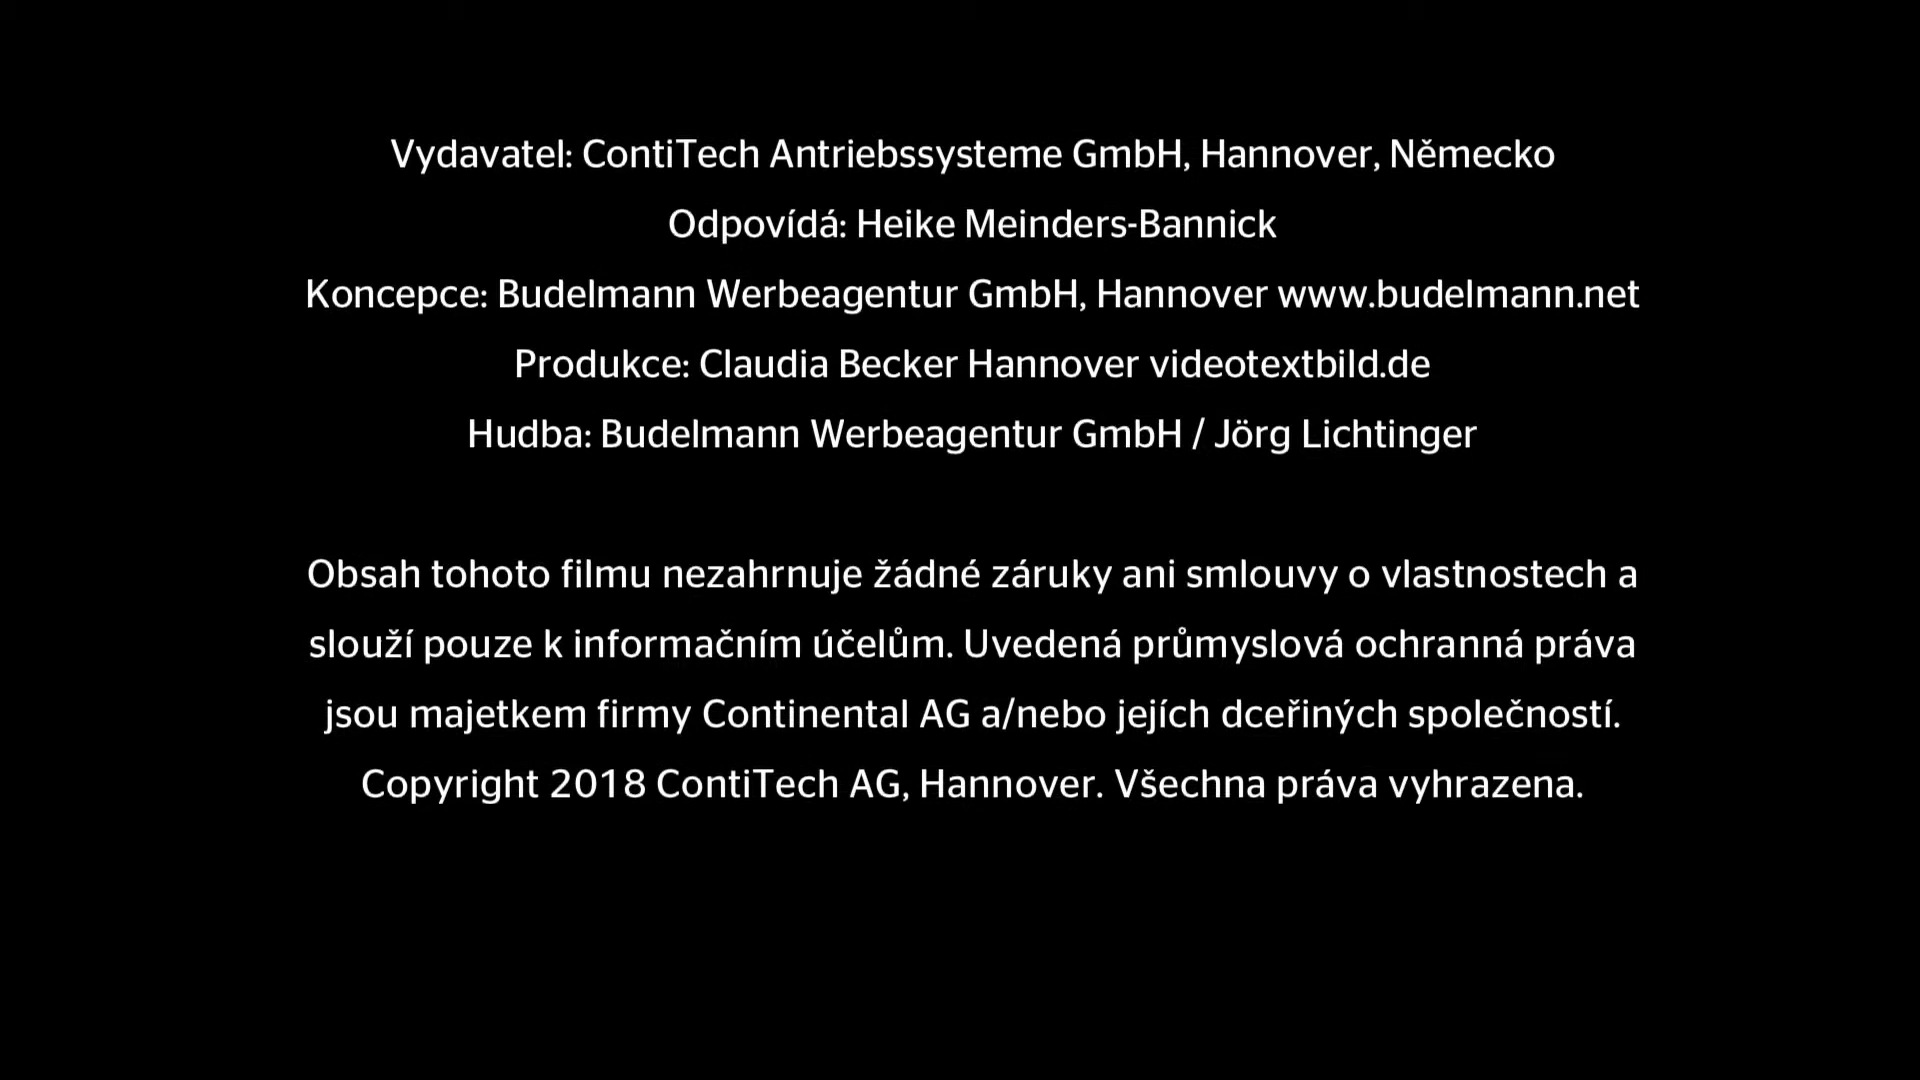 Vydavatel: ContiTech Antriebssysteme GmbH, Hannover, Německo
Odpovídá: Heike Meinders-Bannick
Koncepce: Budelmann Werbeagentur GmbH, Hannover www.budelmann.net
Produkce: Claudia Becker Hannover videotextbild.de
Hudba: Budelmann Werbeagentur GmbH / Jörg Lichtinger
Obsah tohoto filmu nezahrnuje žádné záruky ani smlouvy o vlastnostech a
slouží pouze k informačním účelům. Uvedená průmyslová ochranná práva
jsou majetkem firmy Continental AG a/nebo jejích dceřiných společností.
Copyright 2018 ContiTech AG, Hannover. Všechna práva vyhrazena.